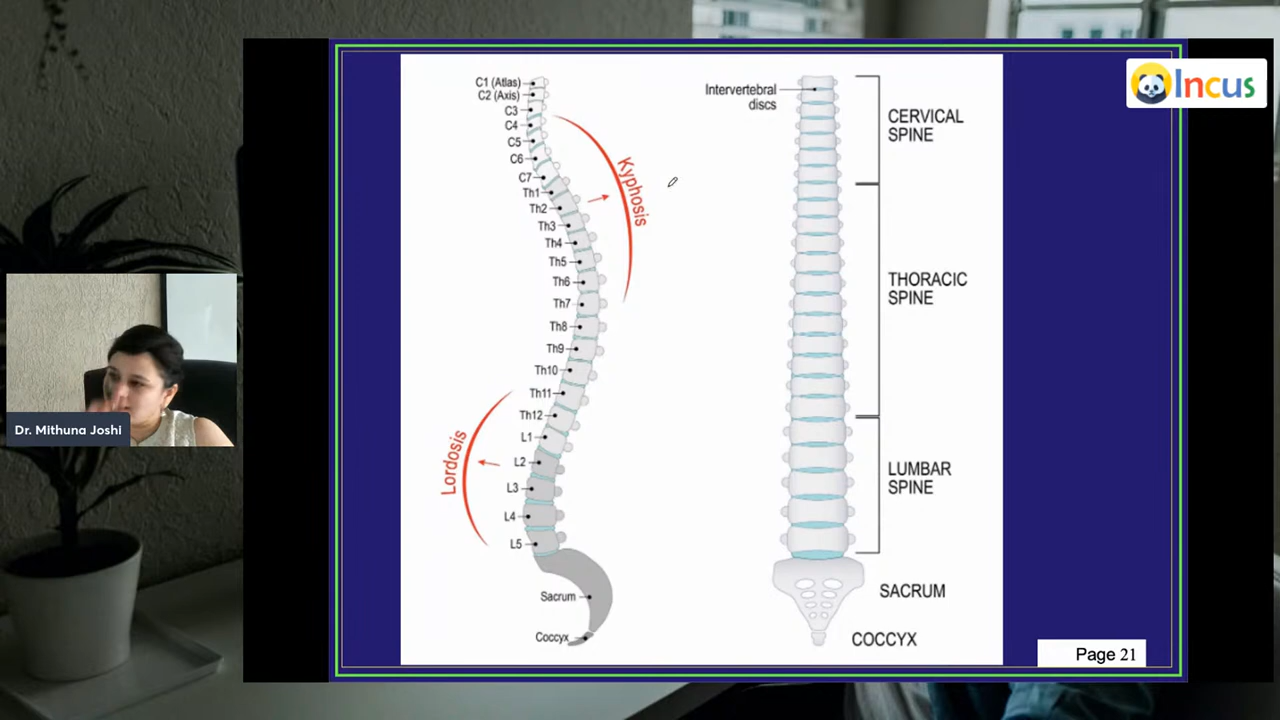 C1 (Atlas)
C2 (Axis)
C3
C4
C5
C6
C7
Th1
Th2
Th3
Th4
Th5
Th6
Th7
Th8
Th9
Th10
Th11
Th12
L1
L2
L3
L4
L5
Sacrum
Coccyx
Kyphosis
Lordosis
Intervertebral
discs
CERVICAL
SPINE
THORACIC
SPINE
LUMBAR
SPINE
SACRUM
COCCYX
Incus
Dr. Mithuna Joshi
Page 21